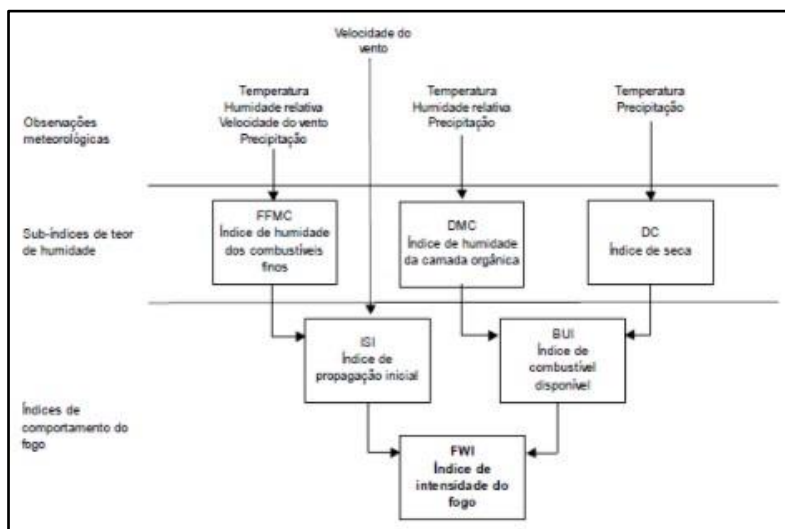 Velocidade do
vento
Observações
meteorológicas
Temperatura
Humidade relativa
Velocidade do vento
Precipitação
Temperatura
Humidade relativa
Precipitação
Temperatura
Precipitação
Sub-índices de teor
de humidade
FFMC
Índice de humidade
dos combustíveis
finos
DMC
Índice de humidade
da camada orgânica
DC
Índice de seca
Índices de
comportamento do
fogo
ISI
Índice de
propagação inicial
BUI
Índice de
combustível
disponível
FWI
Índice de
intensidade do
fogo